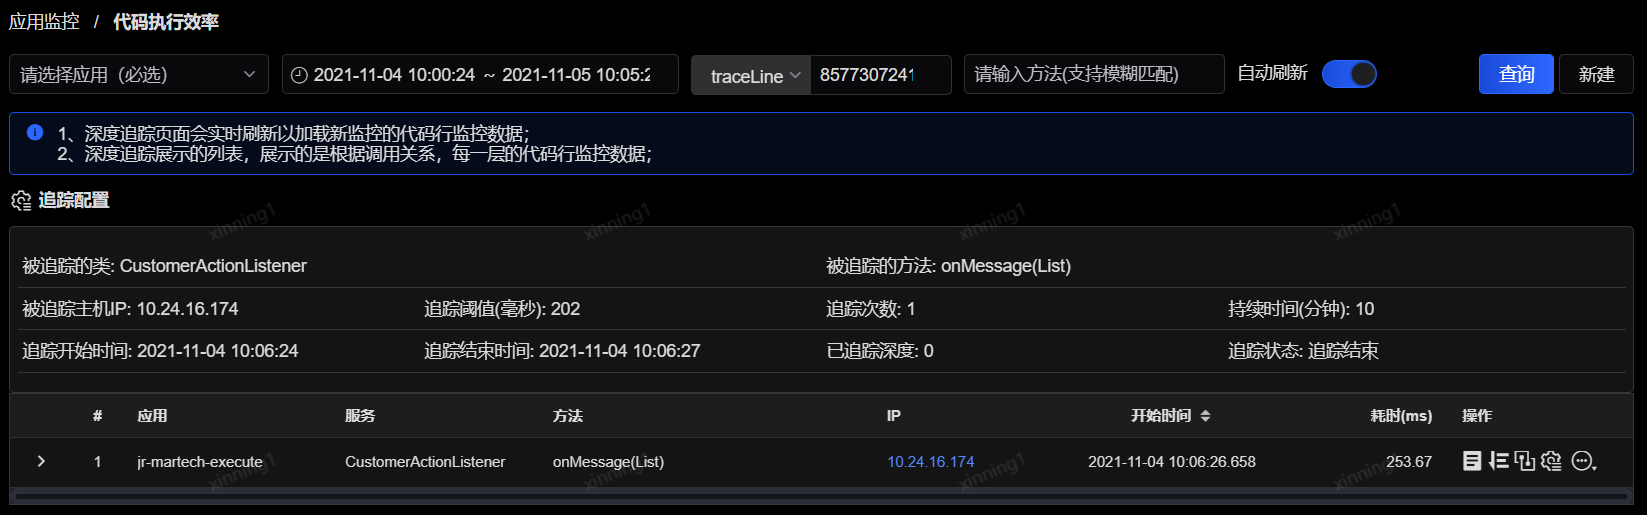 应用监控 / 代码执行效率
请选择应用（必选） 2021-11-04 10:00:24 ~ 2021-11-05 10:05:2 traceLine 8577307241 请输入方法(支持模糊匹配) 自动刷新 查询 新建
1、深度追踪页面会实时刷新以加载新监控的代码行监控数据；
2、深度追踪展示的列表，展示的是根据调用关系，每一层的代码行监控数据；
追踪配置
被追踪的类: CustomerActionListener 被追踪的方法: onMessage(List)
被追踪主机IP: 10.24.16.174 追踪阈值(毫秒): 202 追踪次数: 1 持续时间(分钟): 10
追踪开始时间: 2021-11-04 10:06:24 追踪结束时间: 2021-11-04 10:06:27 已追踪深度: 0 追踪状态: 追踪结束
# 应用 服务 方法 IP 开始时间 耗时(ms) 操作
1 jr-martech-execute CustomerActionListener onMessage(List) 10.24.16.174 2021-11-04 10:06:26.658 253.67
xinning1 xinning1 xinning1 xinning1
xinning1 xinning1 xinning1 xinning1